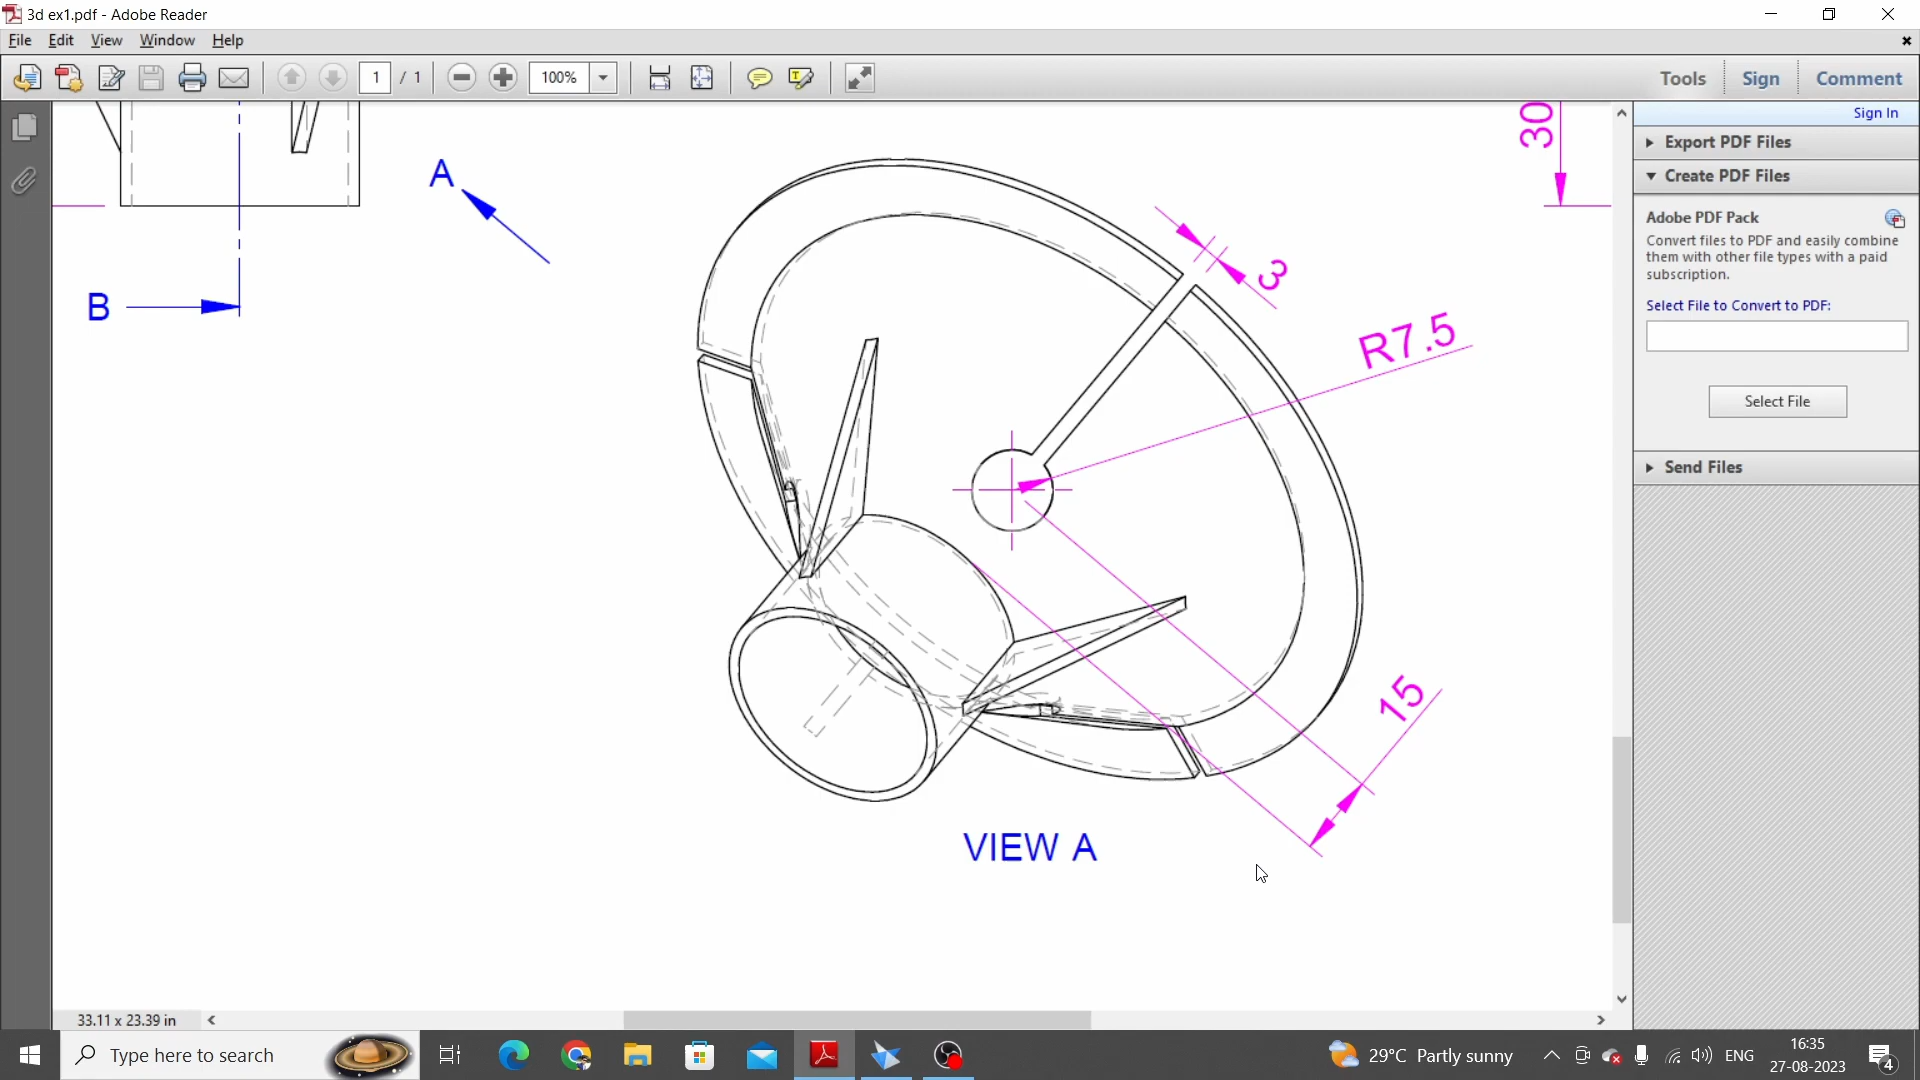 3d ex1.pdf - Adobe Reader
File Edit View Window Help
1 / 1 100% Tools Sign Comment
Sign In
Export PDF Files
Create PDF Files
Adobe PDF Pack
Convert files to PDF and easily combine
them with other file types with a paid
subscription.
Select File to Convert to PDF:
Select File
Send Files
30
A
B
3
R7.5
15
VIEW A
33.11 x 23.39 in
Type here to search
29°C Partly sunny
ENG
16:35
27-08-2023
4